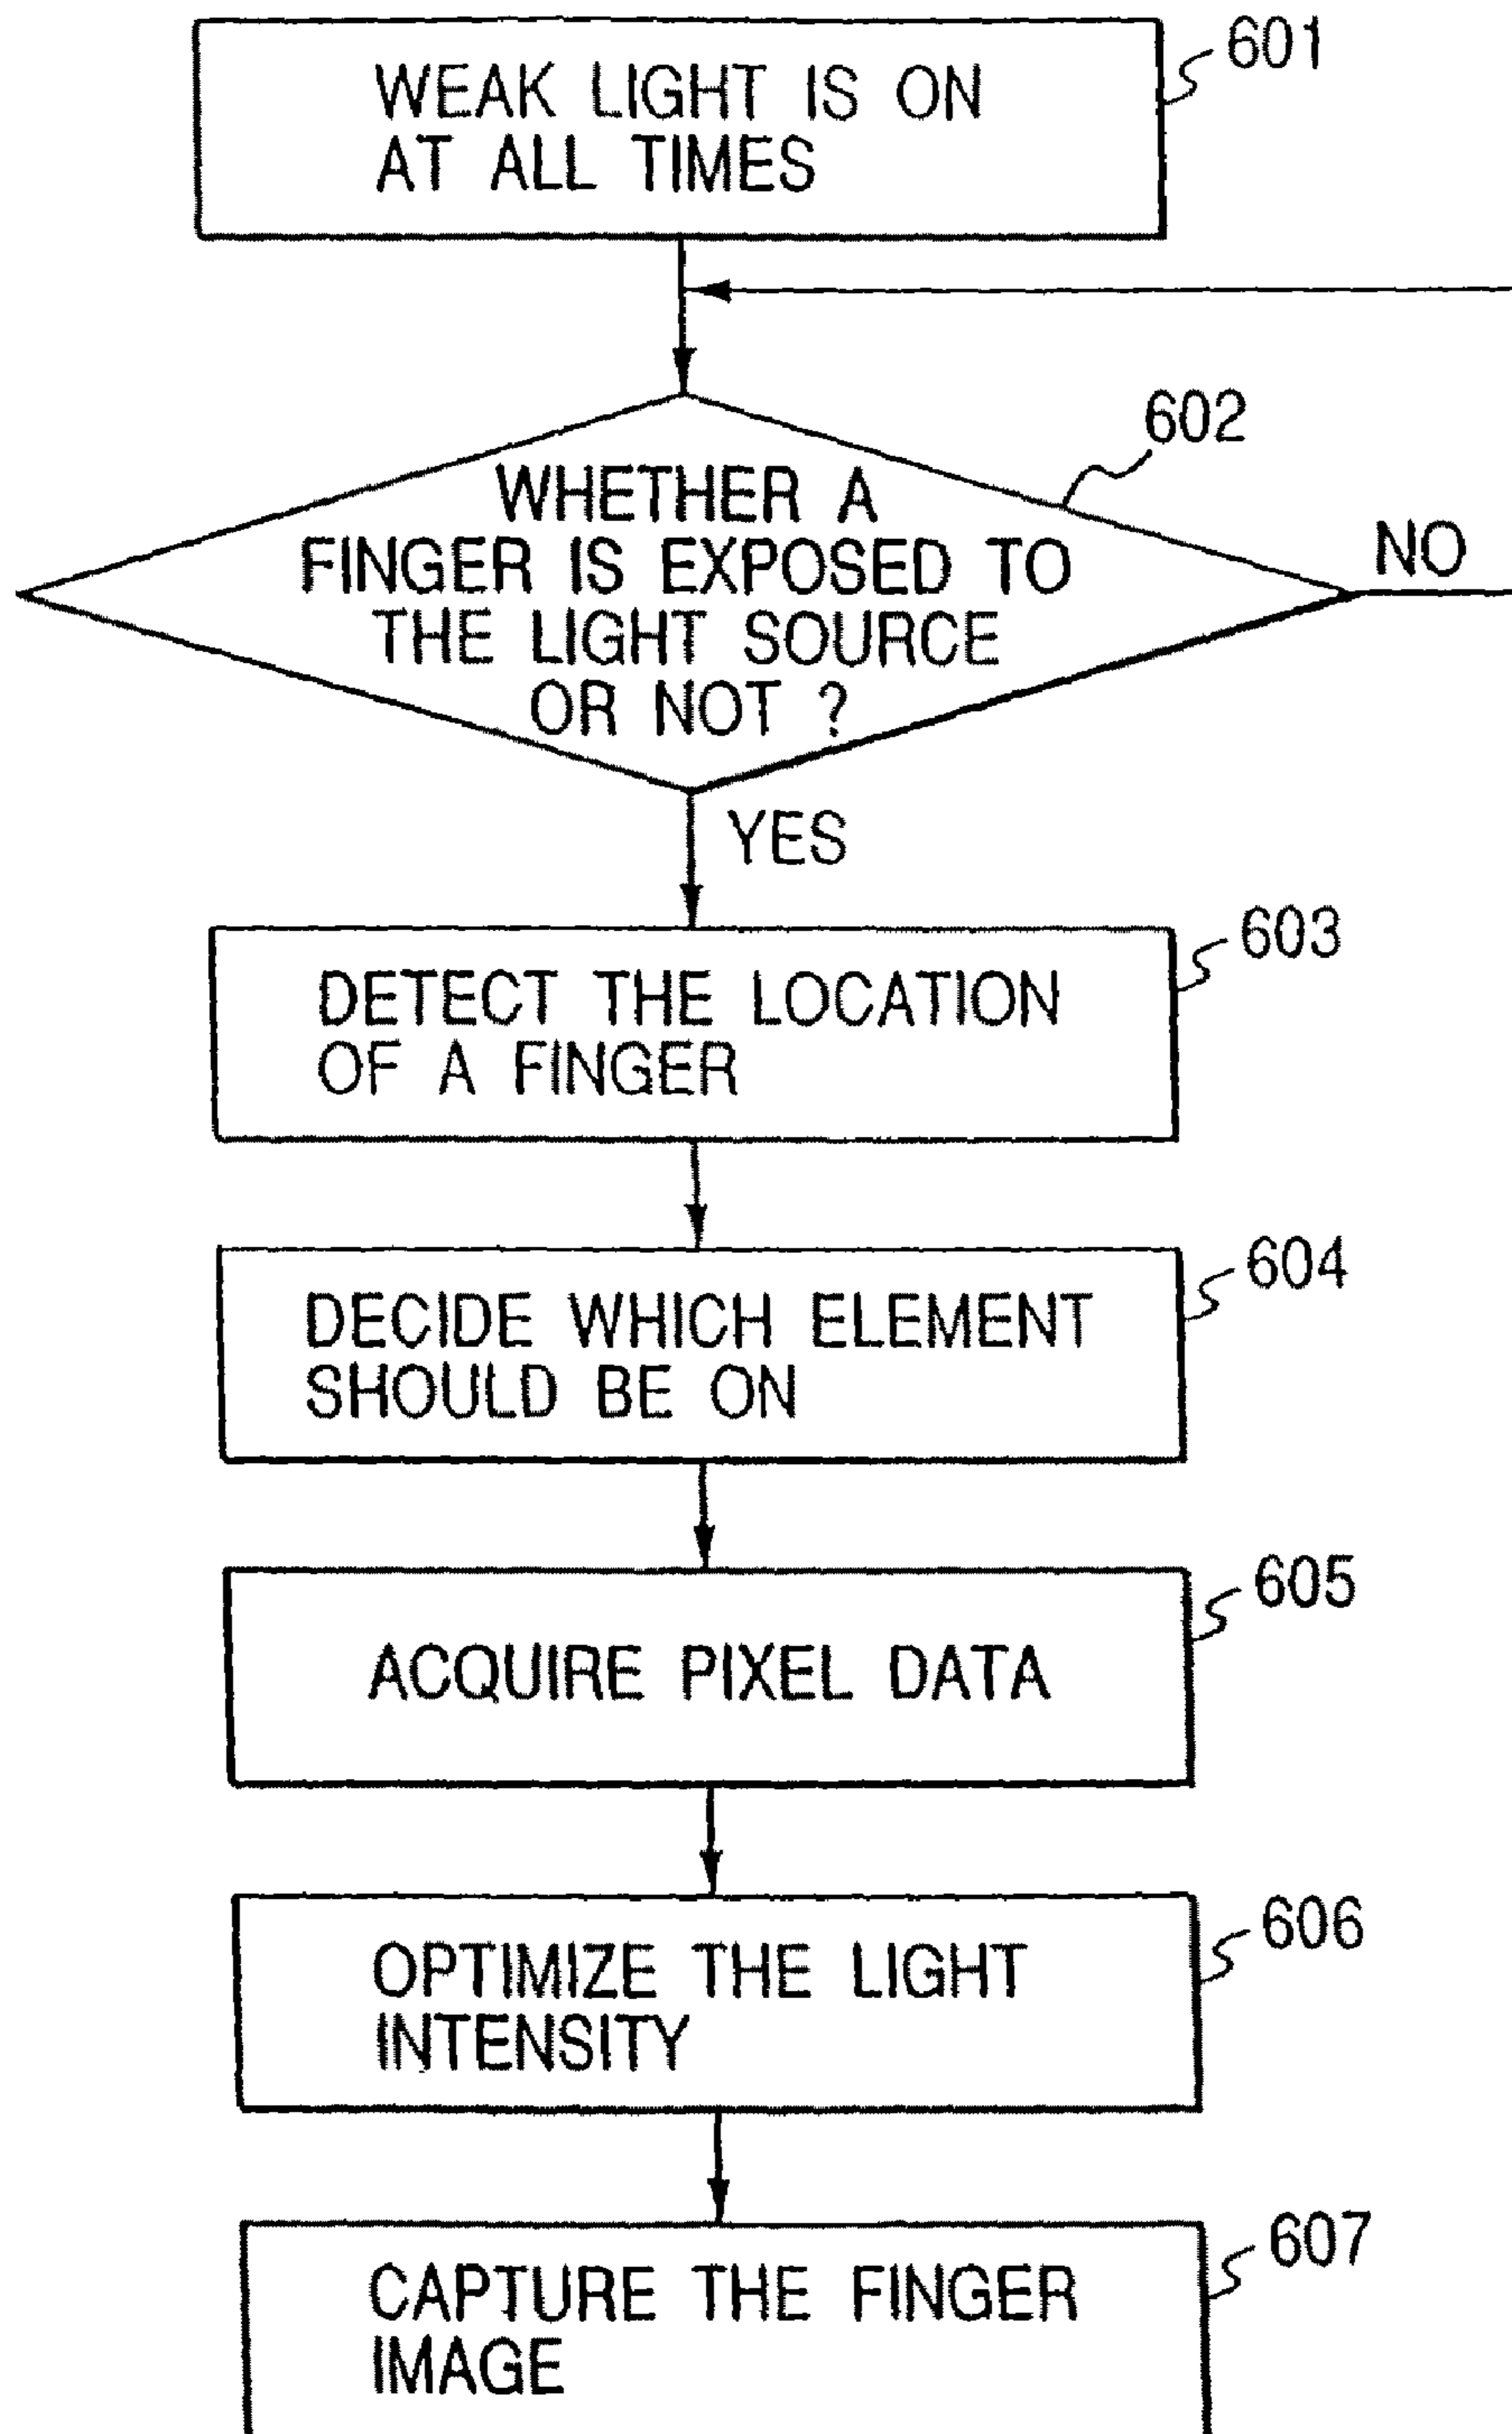 601
WEAK LIGHT IS ON
AT ALL TIMES
602
WHETHER A
FINGER IS EXPOSED TO
THE LIGHT SOURCE
OR NOT ?
NO
YES
603
DETECT THE LOCATION
OF A FINGER
604
DECIDE WHICH ELEMENT
SHOULD BE ON
605
ACQUIRE PIXEL DATA
606
OPTIMIZE THE LIGHT
INTENSITY
607
CAPTURE THE FINGER
IMAGE